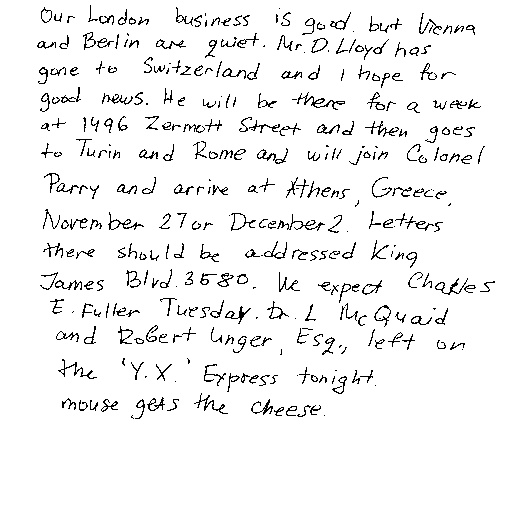 Our London business is good, but Vienna
and Berlin are quiet. Mr. D. Lloyd has
gone to Switzerland and I hope for
good news. He will be there for a week
at 1496 Zermott Street and then goes
to Turin and Rome and will join Colonel
Parry and arrive at Athens, Greece,
November 27 or December 2. Letters
there should be addressed King
James Blvd. 3580. We expect Charles
E. Fuller Tuesday. Dr. L McQuaid
and Robert Unger, Esq., left on
the 'Y.X.' Express tonight.
mouse gets the cheese.